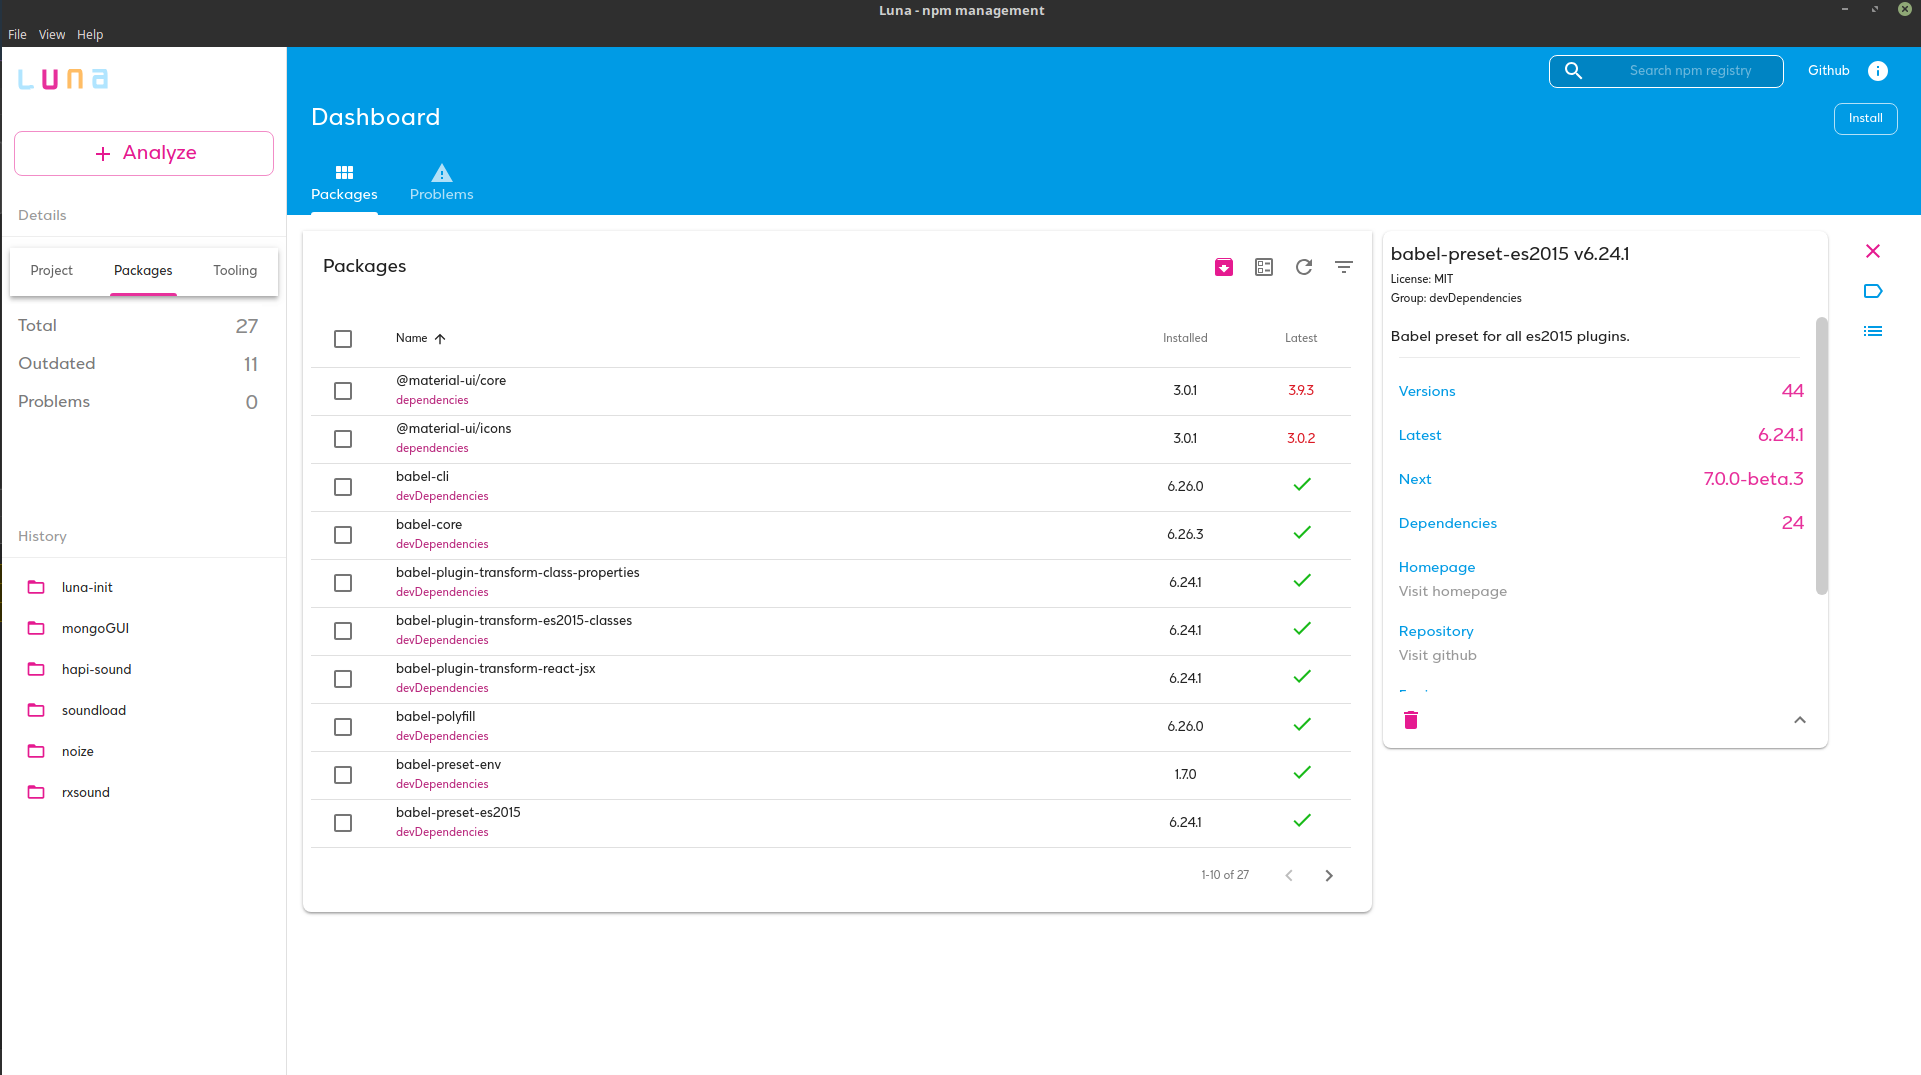 Luna - npm management
File View Help
Luna
Search npm registry
Github
Dashboard
Install
+ Analyze
Packages
Problems
Details
Project
Packages
Tooling
Total 27
Outdated 11
Problems 0
History
luna-init
mongoGUI
hapi-sound
soundload
noize
rxsound
Packages
Name Installed Latest
@material-ui/core
dependencies
3.0.1 3.9.3
@material-ui/icons
dependencies
3.0.1 3.0.2
babel-cli
devDependencies
6.26.0
babel-core
devDependencies
6.26.3
babel-plugin-transform-class-properties
devDependencies
6.24.1
babel-plugin-transform-es2015-classes
devDependencies
6.24.1
babel-plugin-transform-react-jsx
devDependencies
6.24.1
babel-polyfill
devDependencies
6.26.0
babel-preset-env
devDependencies
1.7.0
babel-preset-es2015
devDependencies
6.24.1
1-10 of 27
babel-preset-es2015 v6.24.1
License: MIT
Group: devDependencies
Babel preset for all es2015 plugins.
Versions 44
Latest 6.24.1
Next 7.0.0-beta.3
Dependencies 24
Homepage
Visit homepage
Repository
Visit github